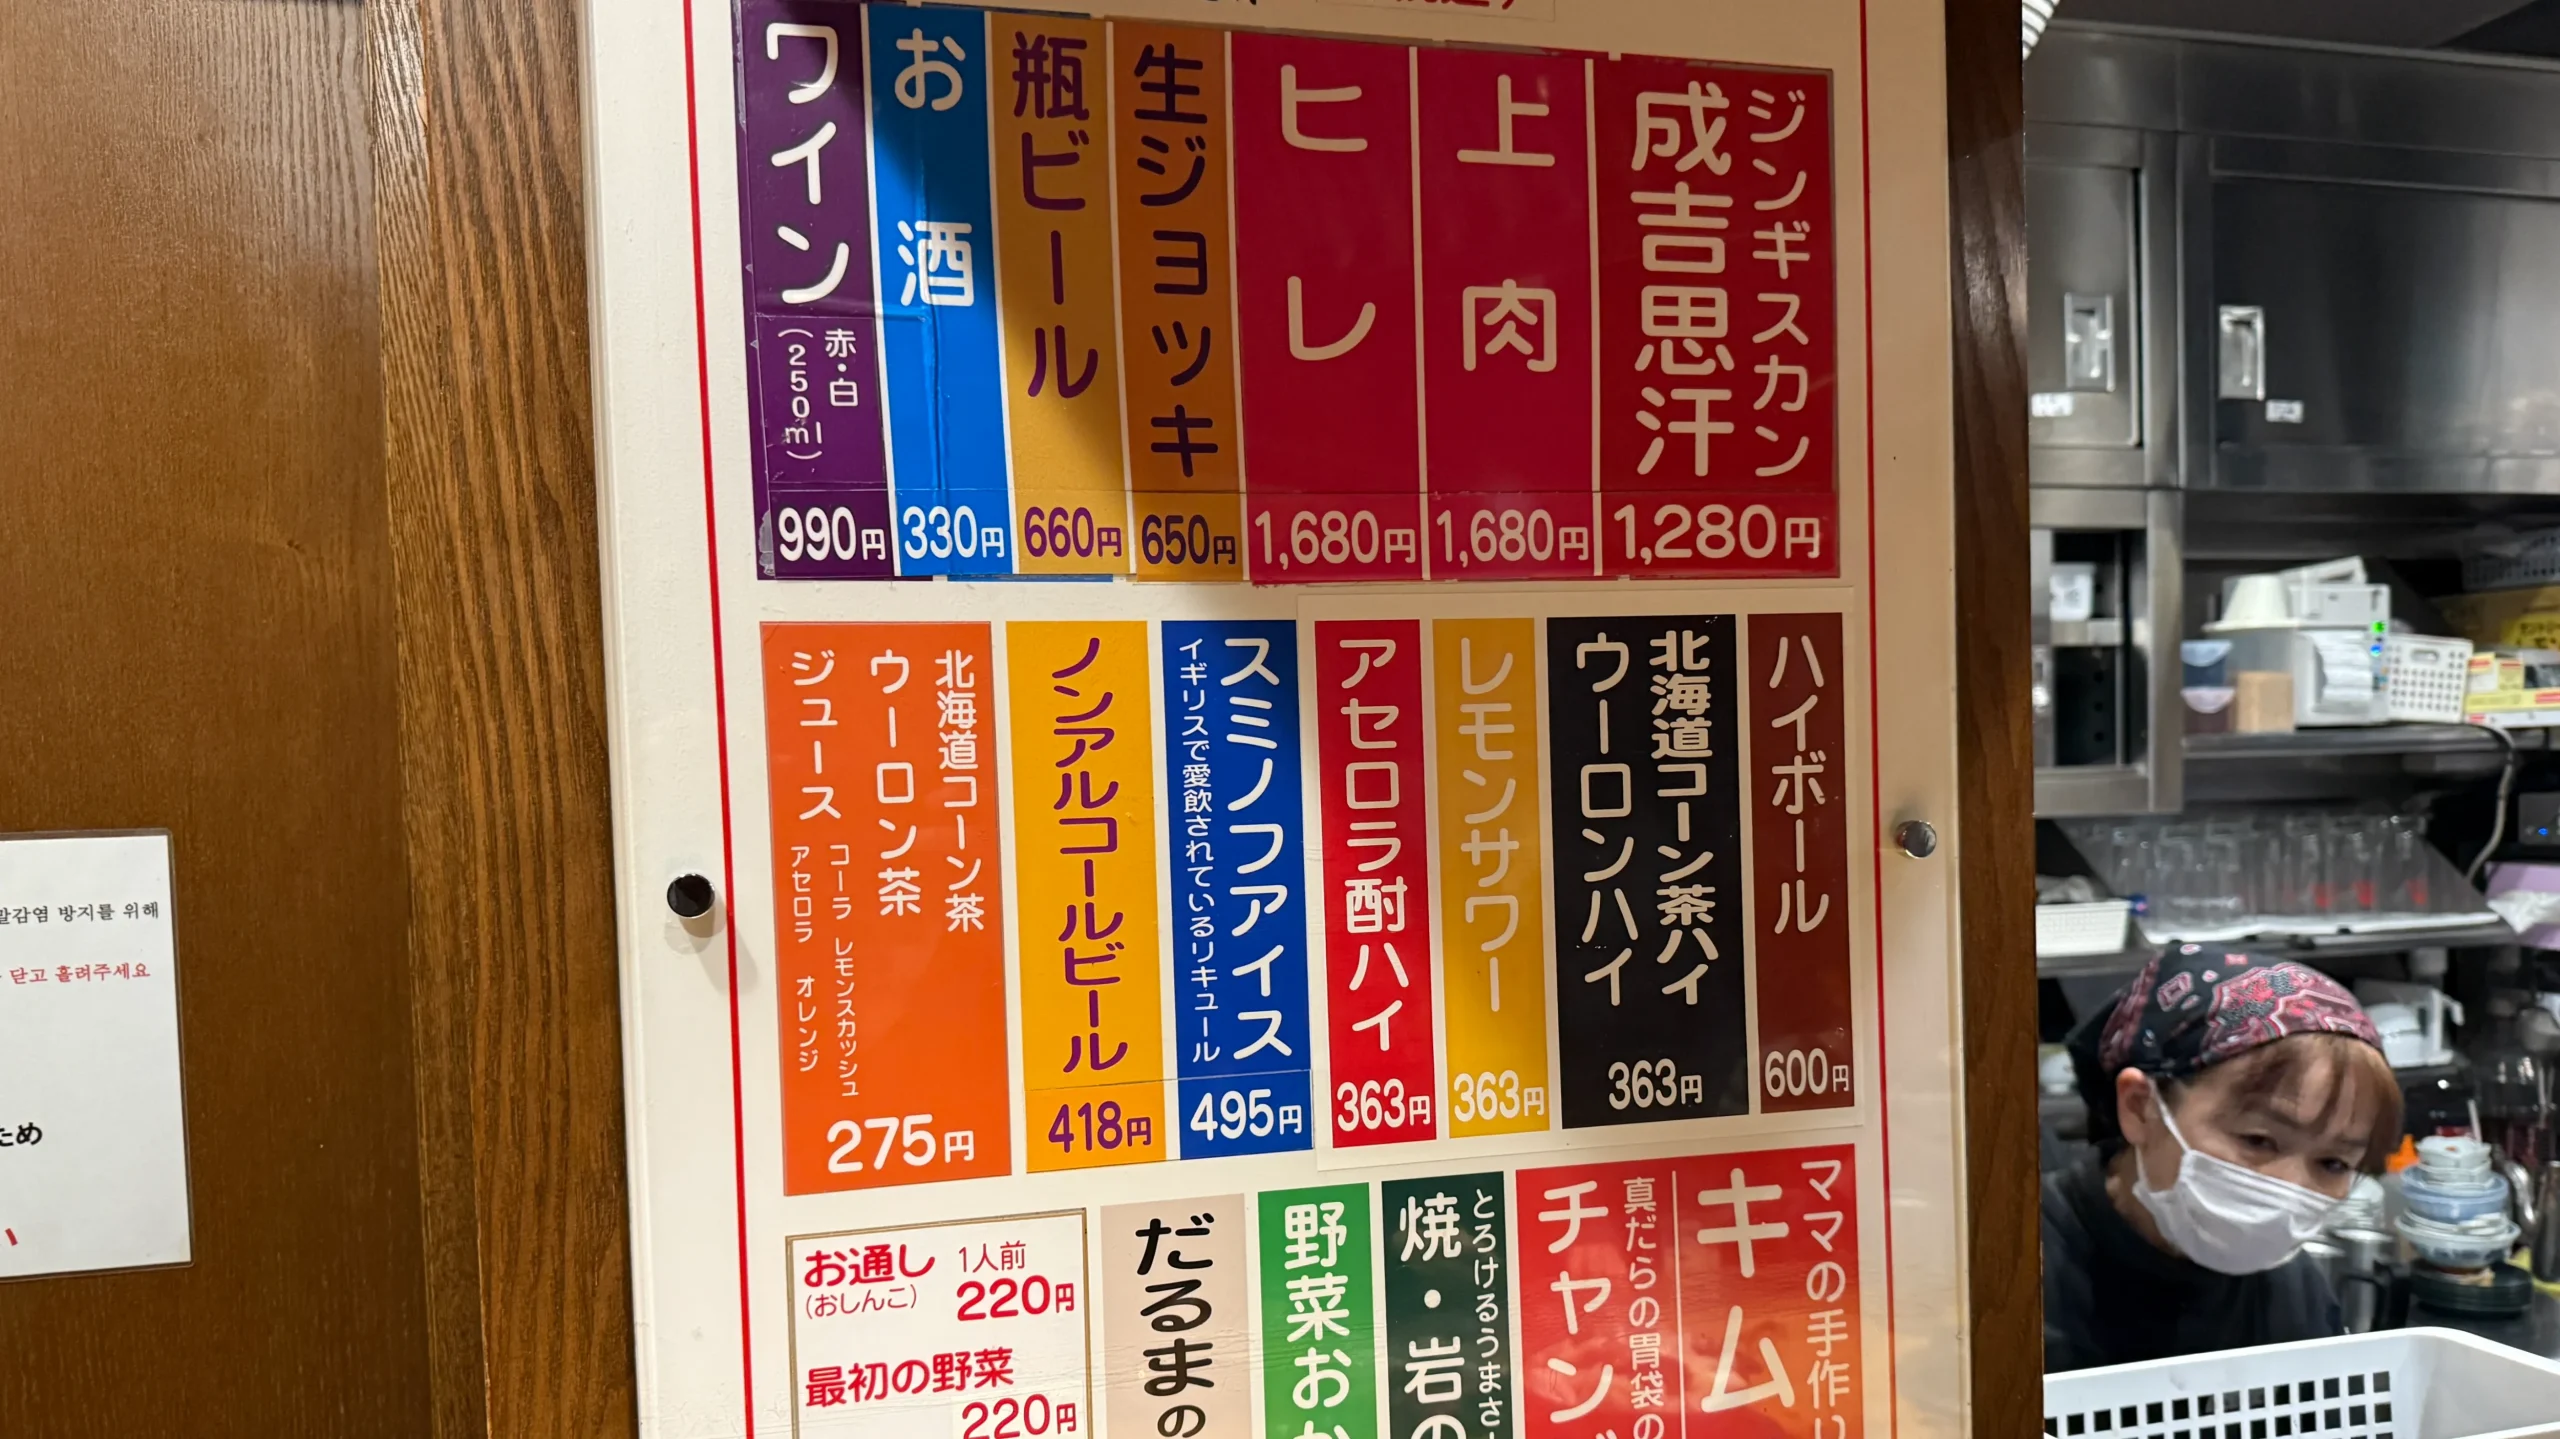 ジンギスカン
成吉思汗
1,280円
上肉
1,680円
ヒレ
1,680円
生ジョッキ
650円
瓶ビール
660円
お酒
330円
ワイン
赤・白
(250ml)
990円
ハイボール
600円
北海道コーン茶ハイ
ウーロンハイ
363円
レモンサワー
363円
アセロラ酎ハイ
363円
スミノフアイス
イギリスで愛飲されているリキュール
495円
ノンアルコールビール
418円
北海道コーン茶
ウーロン茶
ジュース
コーラ レモンスカッシュ
アセロラ オレンジ
275円
ママの手作り
キム
真だらの胃袋の
チャン
とろけるうまさ
焼・岩の
野菜お
だるまの
お通し 1人前
(おしんこ) 220円
最初の野菜
220円
말감염 방지를 위해
닫고 흘려주세요
ため